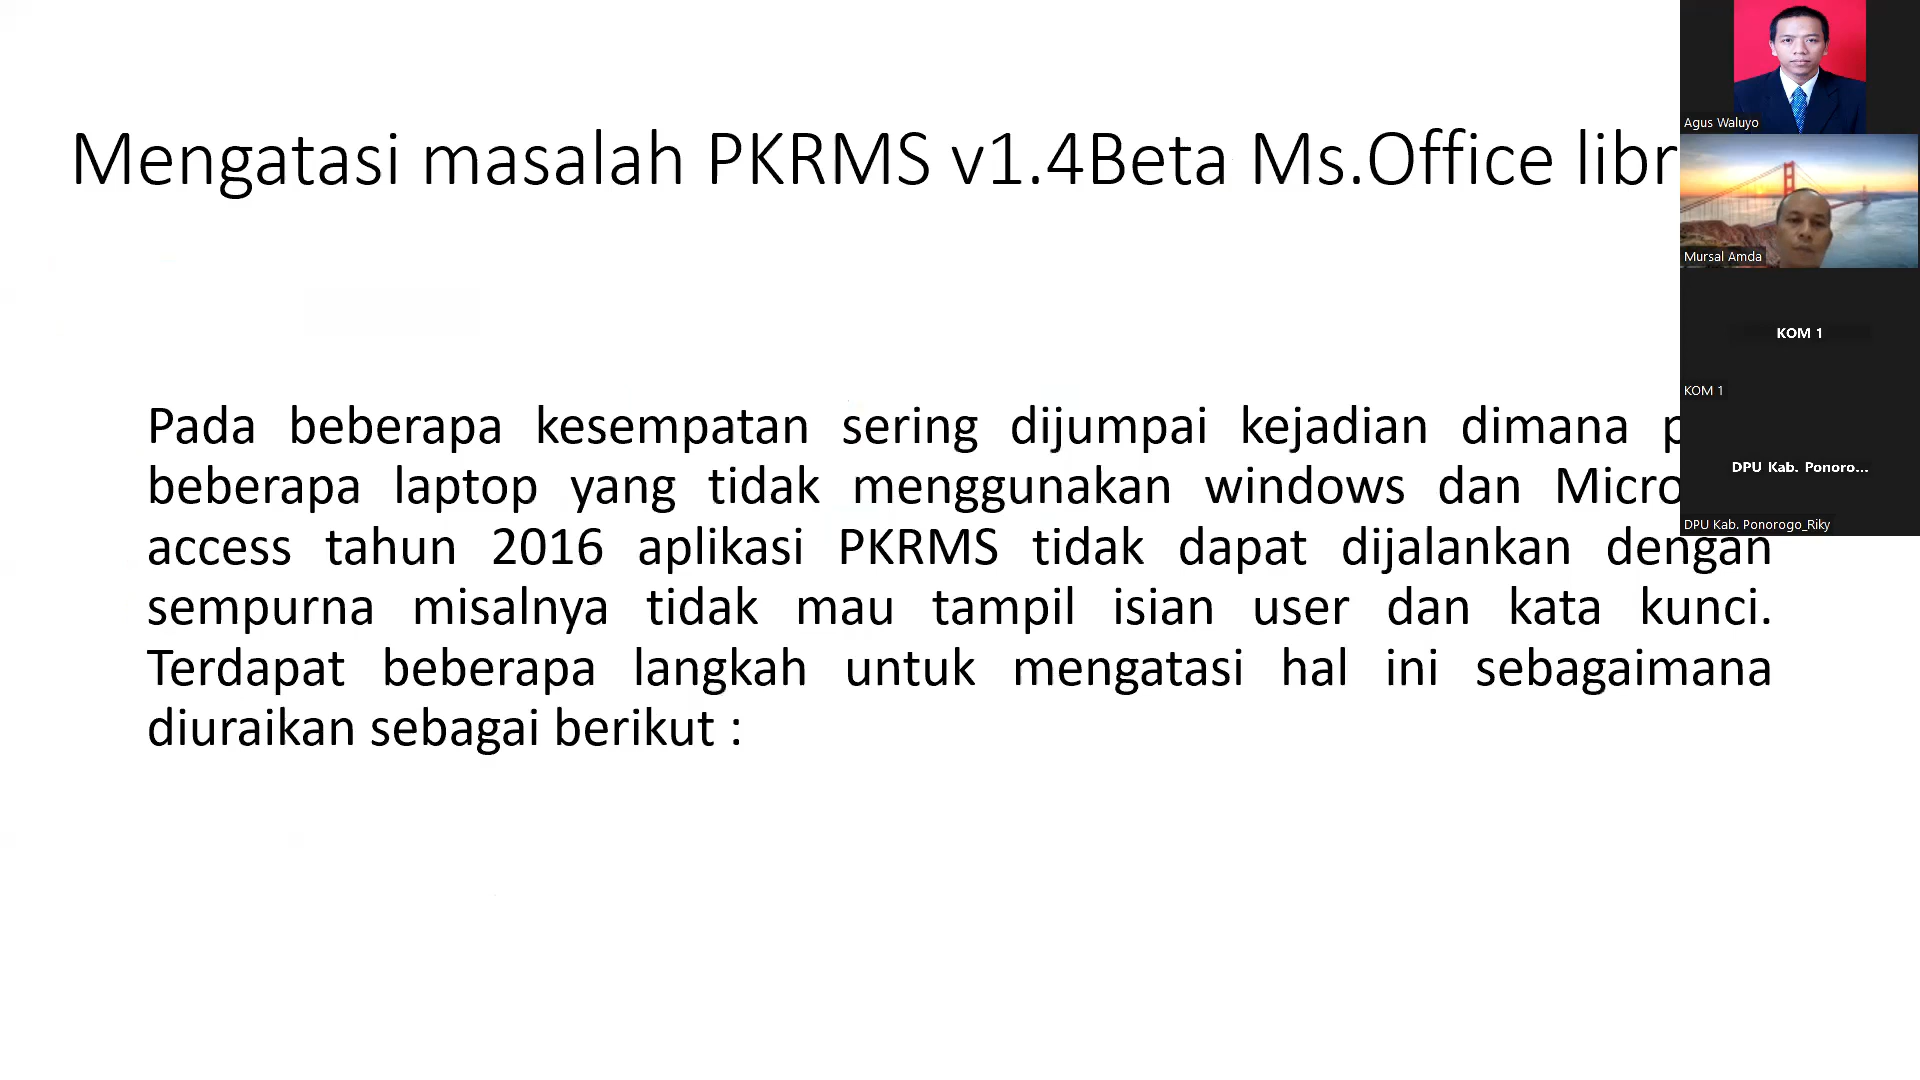 Mengatasi masalah PKRMS v1.4Beta Ms.Office
Pada beberapa kesempatan sering dijumpai kejadian dimana
beberapa laptop yang tidak menggunakan windows dan
access tahun 2016 aplikasi PKRMS tidak dapat dijalankan dengan
sempurna misalnya tidak mau tampil isian user dan kata kunci.
Terdapat beberapa langkah untuk mengatasi hal ini sebagaimana
diuraikan sebagai berikut :
Agus Waluyo
Mursal Amda
KOM 1
KOM 1
DPU Kab. Ponoro...
DPU Kab. Ponorogo_Riky